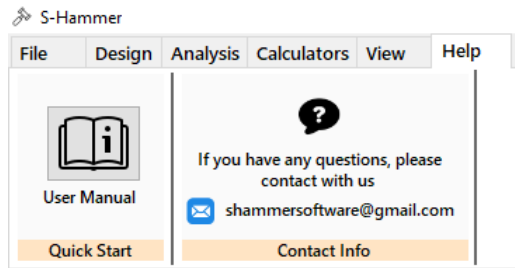 S-Hammer
File Design Analysis Calculators View Help
i
?
If you have any questions, please
contact with us
User Manual
shammersoftware@gmail.com
Quick Start
Contact Info